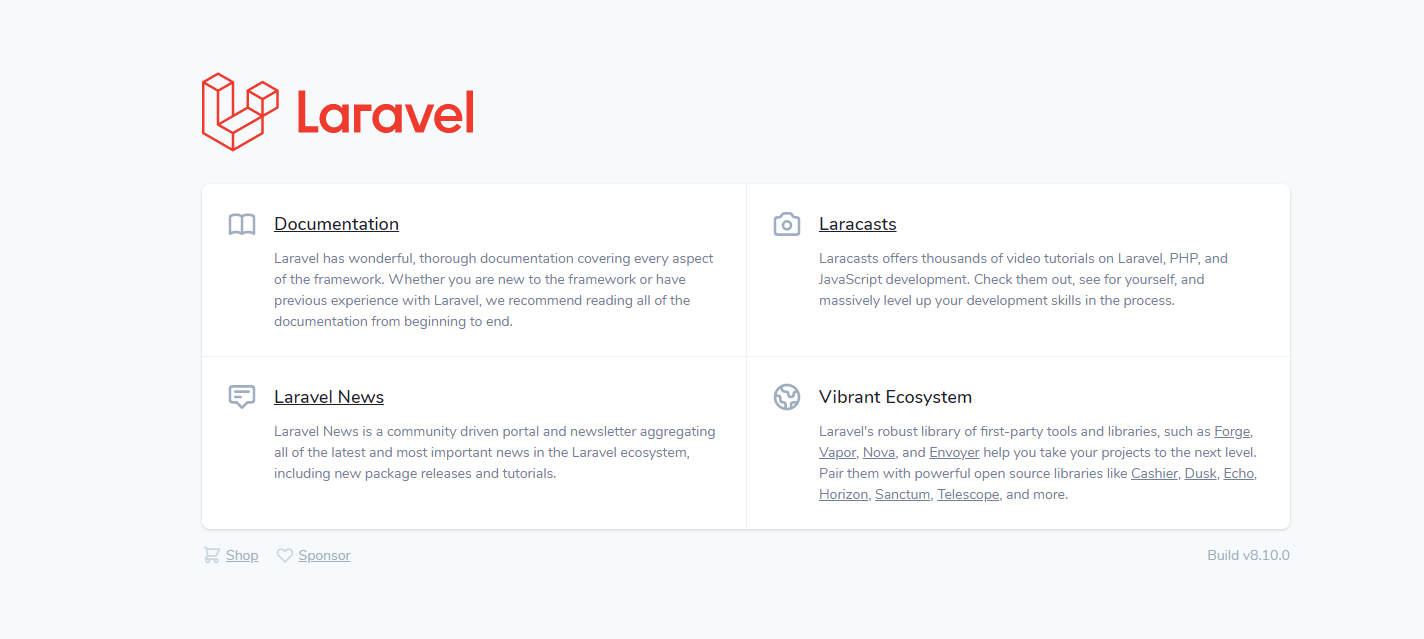 Laravel
Documentation
Laravel has wonderful, thorough documentation covering every aspect
of the framework. Whether you are new to the framework or have
previous experience with Laravel, we recommend reading all of the
documentation from beginning to end.
Laracasts
Laracasts offers thousands of video tutorials on Laravel, PHP, and
JavaScript development. Check them out, see for yourself, and
massively level up your development skills in the process.
Laravel News
Laravel News is a community driven portal and newsletter aggregating
all of the latest and most important news in the Laravel ecosystem,
including new package releases and tutorials.
Vibrant Ecosystem
Laravel's robust library of first-party tools and libraries, such as Forge,
Vapor, Nova, and Envoyer help you take your projects to the next level.
Pair them with powerful open source libraries like Cashier, Dusk, Echo,
Horizon, Sanctum, Telescope, and more.
Shop
Sponsor
Build v8.10.0